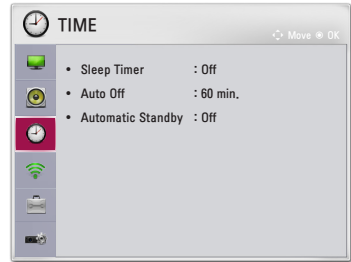 TIME
Move OK
• Sleep Timer : Off
• Auto Off : 60 min.
• Automatic Standby : Off